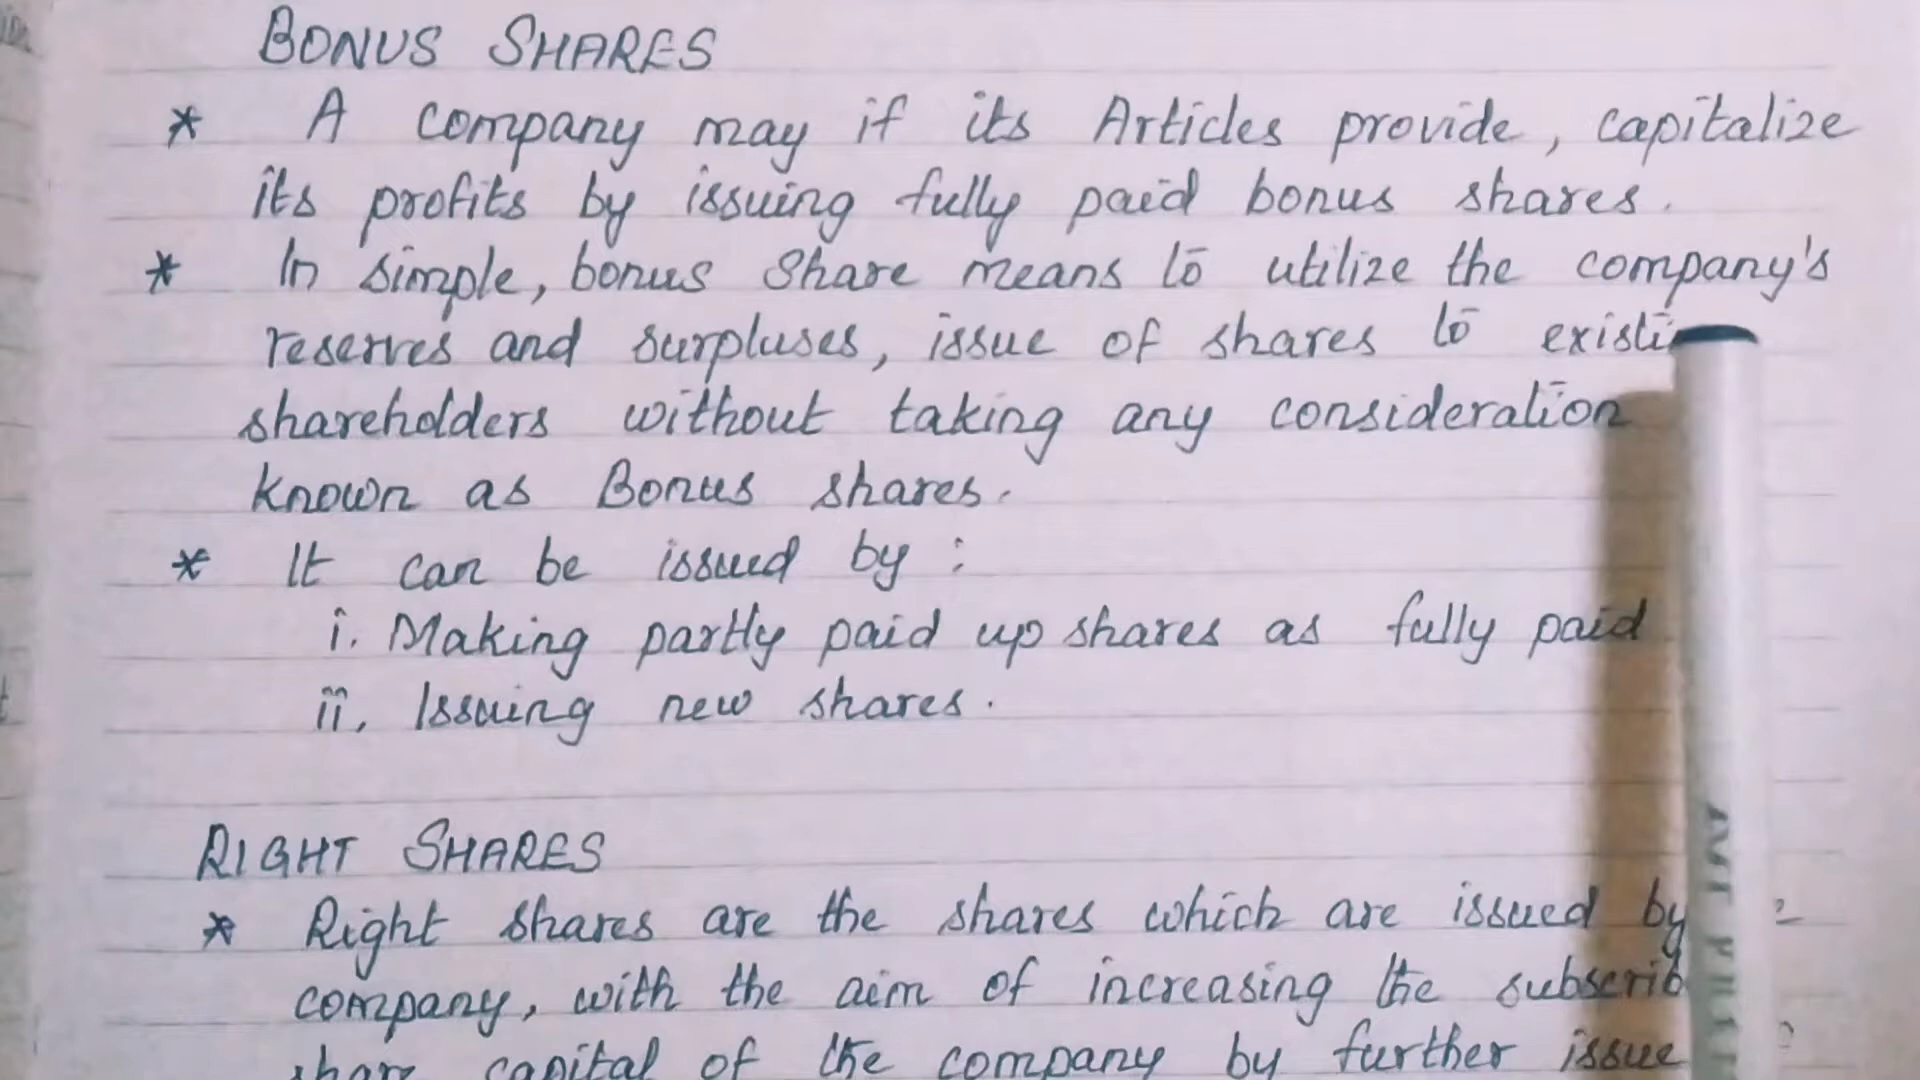 BONUS SHARES
* A company may if its Articles provide, capitalize
its profits by issuing fully paid bonus shares.
* In simple, bonus Share means to utilize the company's
reserves and surpluses, issue of shares to
shareholders without taking any consideration
known as Bonus shares.
* It can be issued by :
i. Making partly paid up shares as fully paid
ii. Issuing new shares.
RIGHT SHARES
* Right shares are the shares which are issued by
company, with the aim of increasing the
share capital of the company by further issue